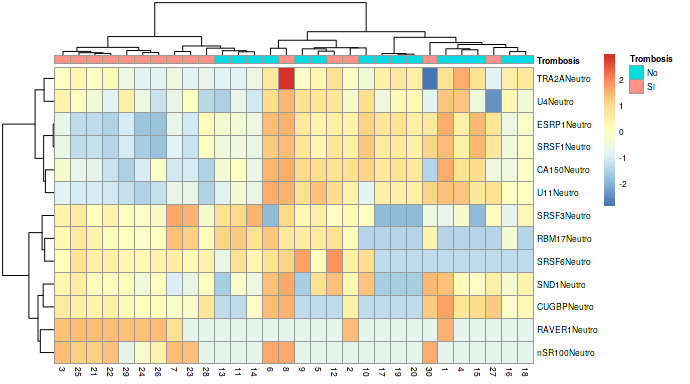 Trombosis
TRA2ANeutro
U4Neutro
ESRP1Neutro
SRSF1Neutro
CA150Neutro
U11Neutro
SRSF3Neutro
RBM17Neutro
SRSF6Neutro
SND1Neutro
CUGBPNeutro
RAVER1Neutro
nSR100Neutro
3 25 21 22 29 24 26 7 23 28 13 11 14 6 8 9 5 12 2 10 17 19 20 30 1 4 15 27 16 18
2
1
0
-1
-2
Trombosis
No
SI